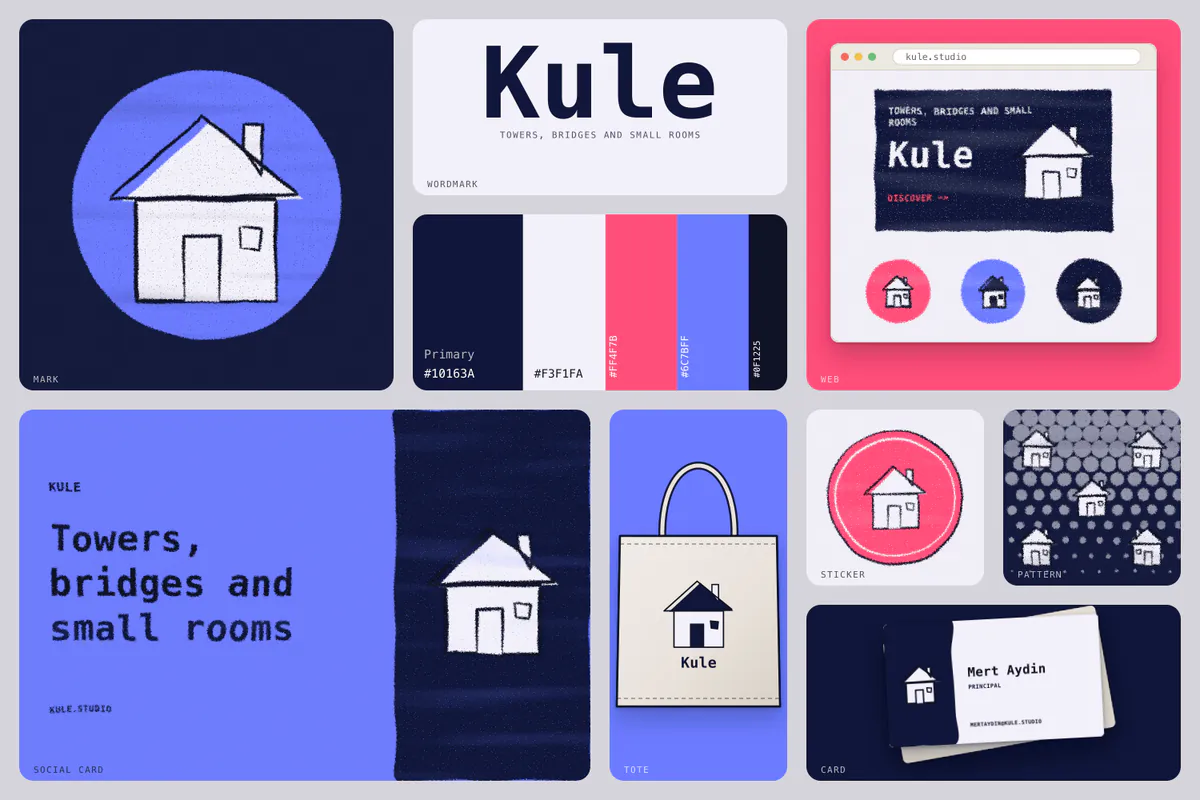 MARK
Kule
TOWERS, BRIDGES AND SMALL ROOMS
WORDMARK
Primary
#10163A
#F3F1FA
#FF4F7B
#6C7BFF
#0F1225
kule.studio
TOWERS, BRIDGES AND SMALL
ROOMS
Kule
DISCOVER →
WEB
KULE
Towers,
bridges and
small rooms
KULE.STUDIO
SOCIAL CARD
Kule
TOTE
STICKER
PATTERN
Mert Aydin
PRINCIPAL
MERTAYDIN@KULE.STUDIO
CARD